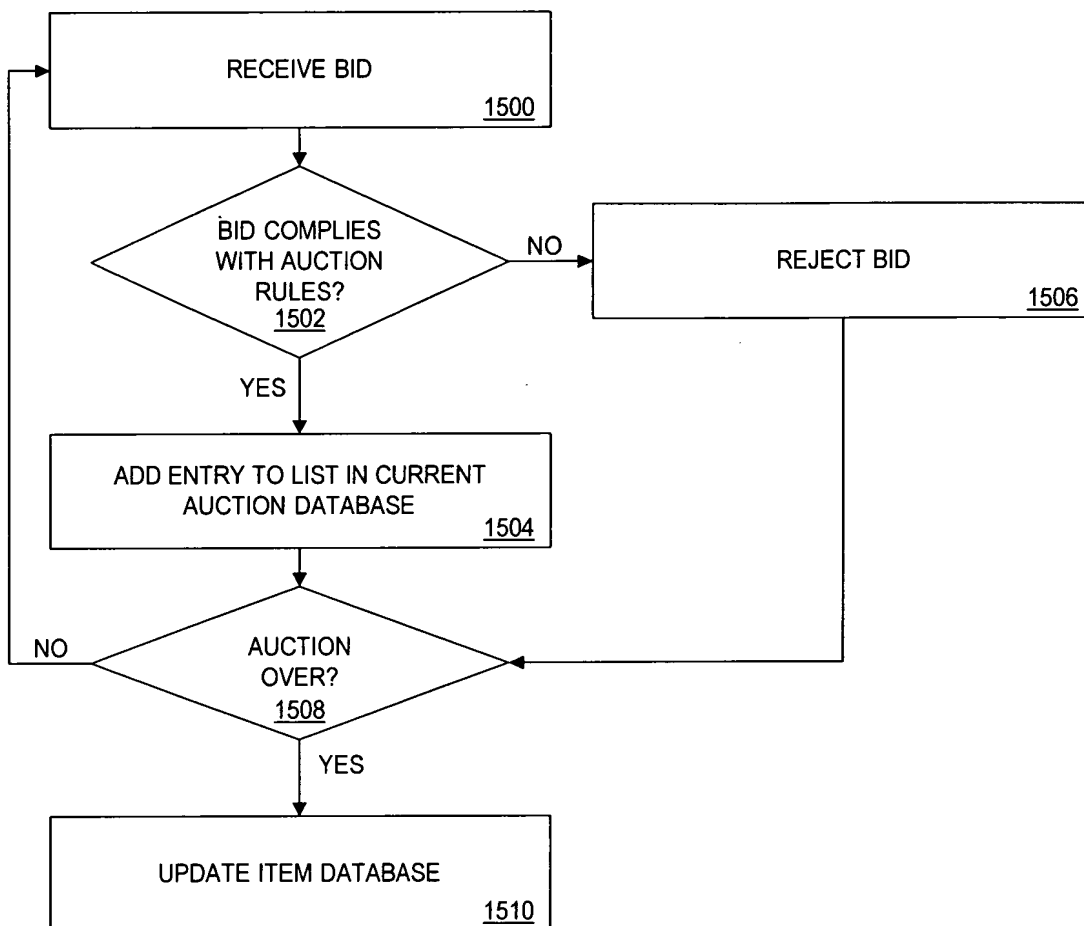 RECEIVE BID
1500
BID COMPLIES
WITH AUCTION
RULES?
1502
NO
REJECT BID
1506
YES
ADD ENTRY TO LIST IN CURRENT
AUCTION DATABASE
1504
NO
AUCTION
OVER?
1508
YES
UPDATE ITEM DATABASE
1510